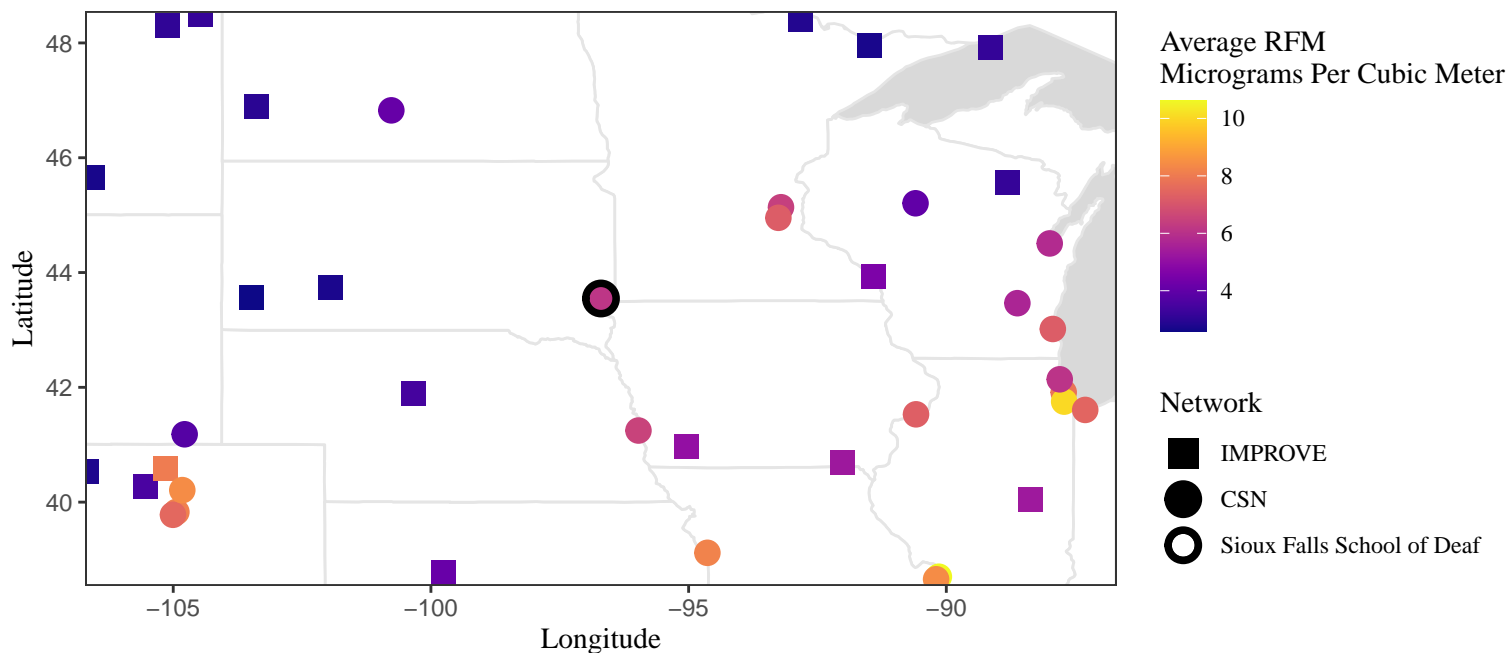 48
46
44
42
40
Latitude
−105
−100
−95
−90
Longitude
Average RFM
Micrograms Per Cubic Meter
10
8
6
4
Network
IMPROVE
CSN
Sioux Falls School of Deaf